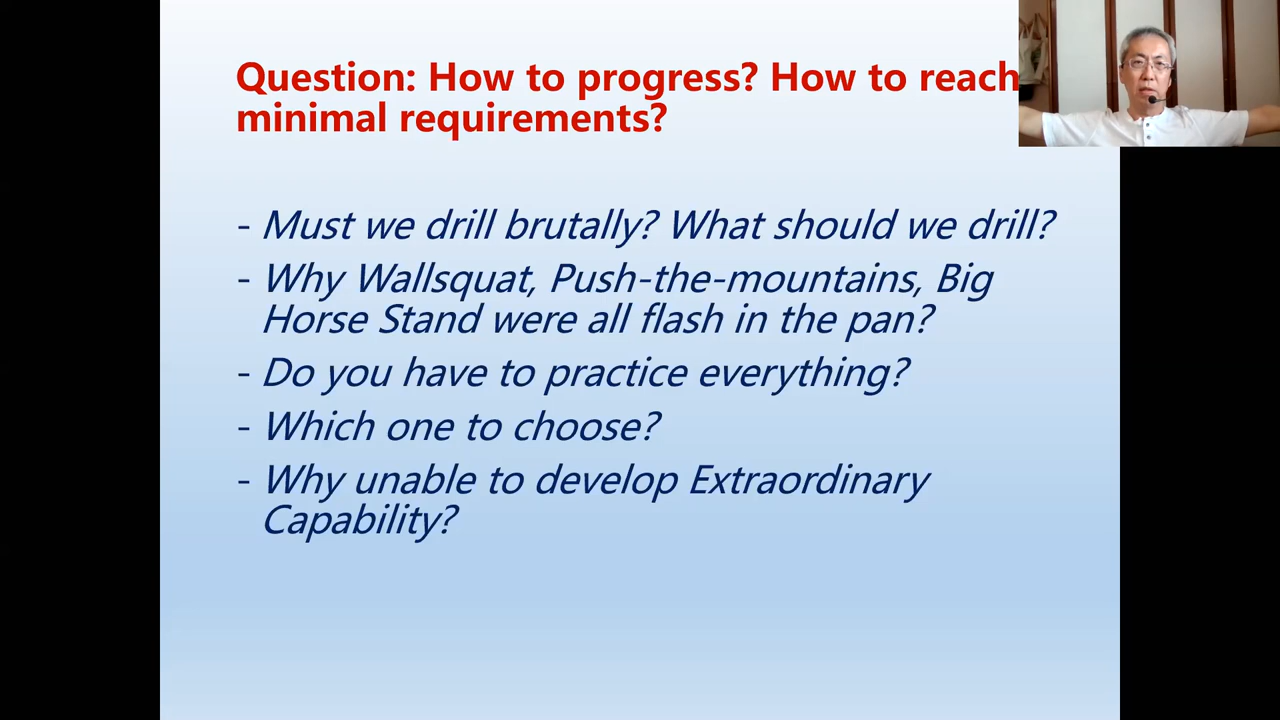 Question: How to progress? How to reach
minimal requirements?
- Must we drill brutally? What should we drill?
- Why Wallsquat, Push-the-mountains, Big
Horse Stand were all flash in the pan?
- Do you have to practice everything?
- Which one to choose?
- Why unable to develop Extraordinary
Capability?